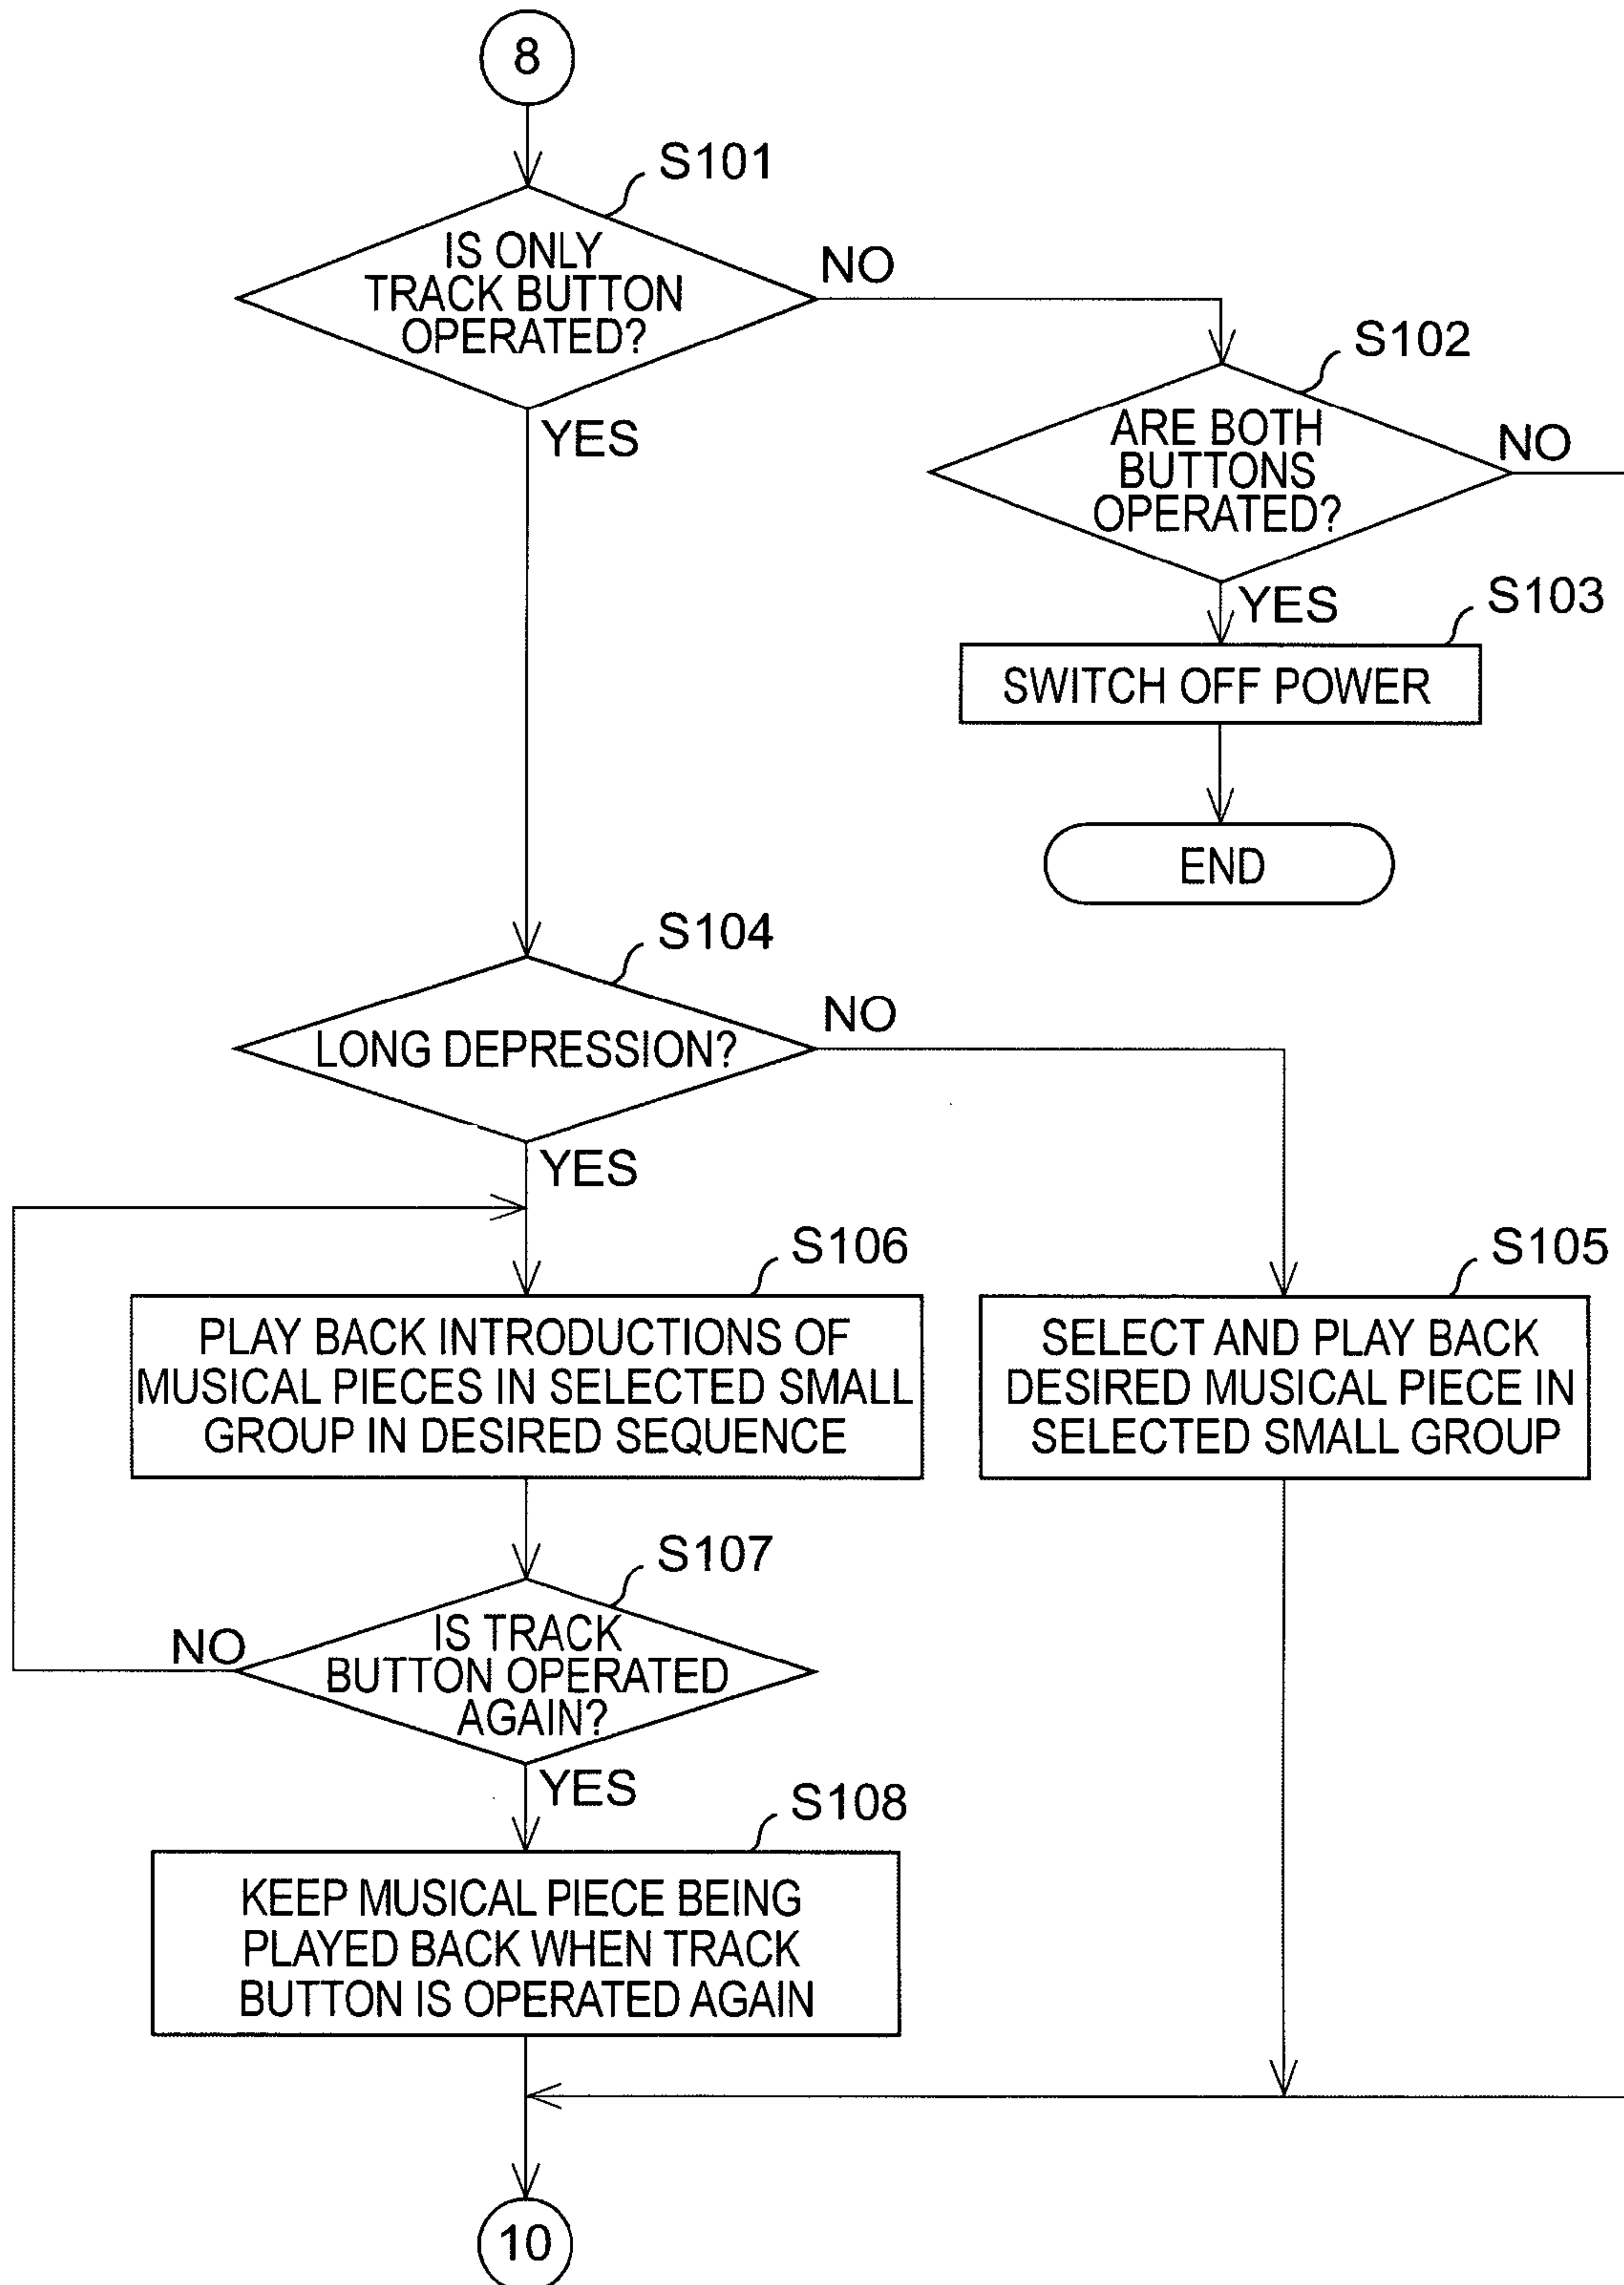 8
S101
IS ONLY
TRACK BUTTON
OPERATED?
NO
YES
S102
ARE BOTH
BUTTONS
OPERATED?
NO
YES
S103
SWITCH OFF POWER
END
S104
LONG DEPRESSION?
NO
YES
S106
PLAY BACK INTRODUCTIONS OF
MUSICAL PIECES IN SELECTED SMALL
GROUP IN DESIRED SEQUENCE
S105
SELECT AND PLAY BACK
DESIRED MUSICAL PIECE IN
SELECTED SMALL GROUP
S107
IS TRACK
BUTTON OPERATED
AGAIN?
NO
YES
S108
KEEP MUSICAL PIECE BEING
PLAYED BACK WHEN TRACK
BUTTON IS OPERATED AGAIN
10